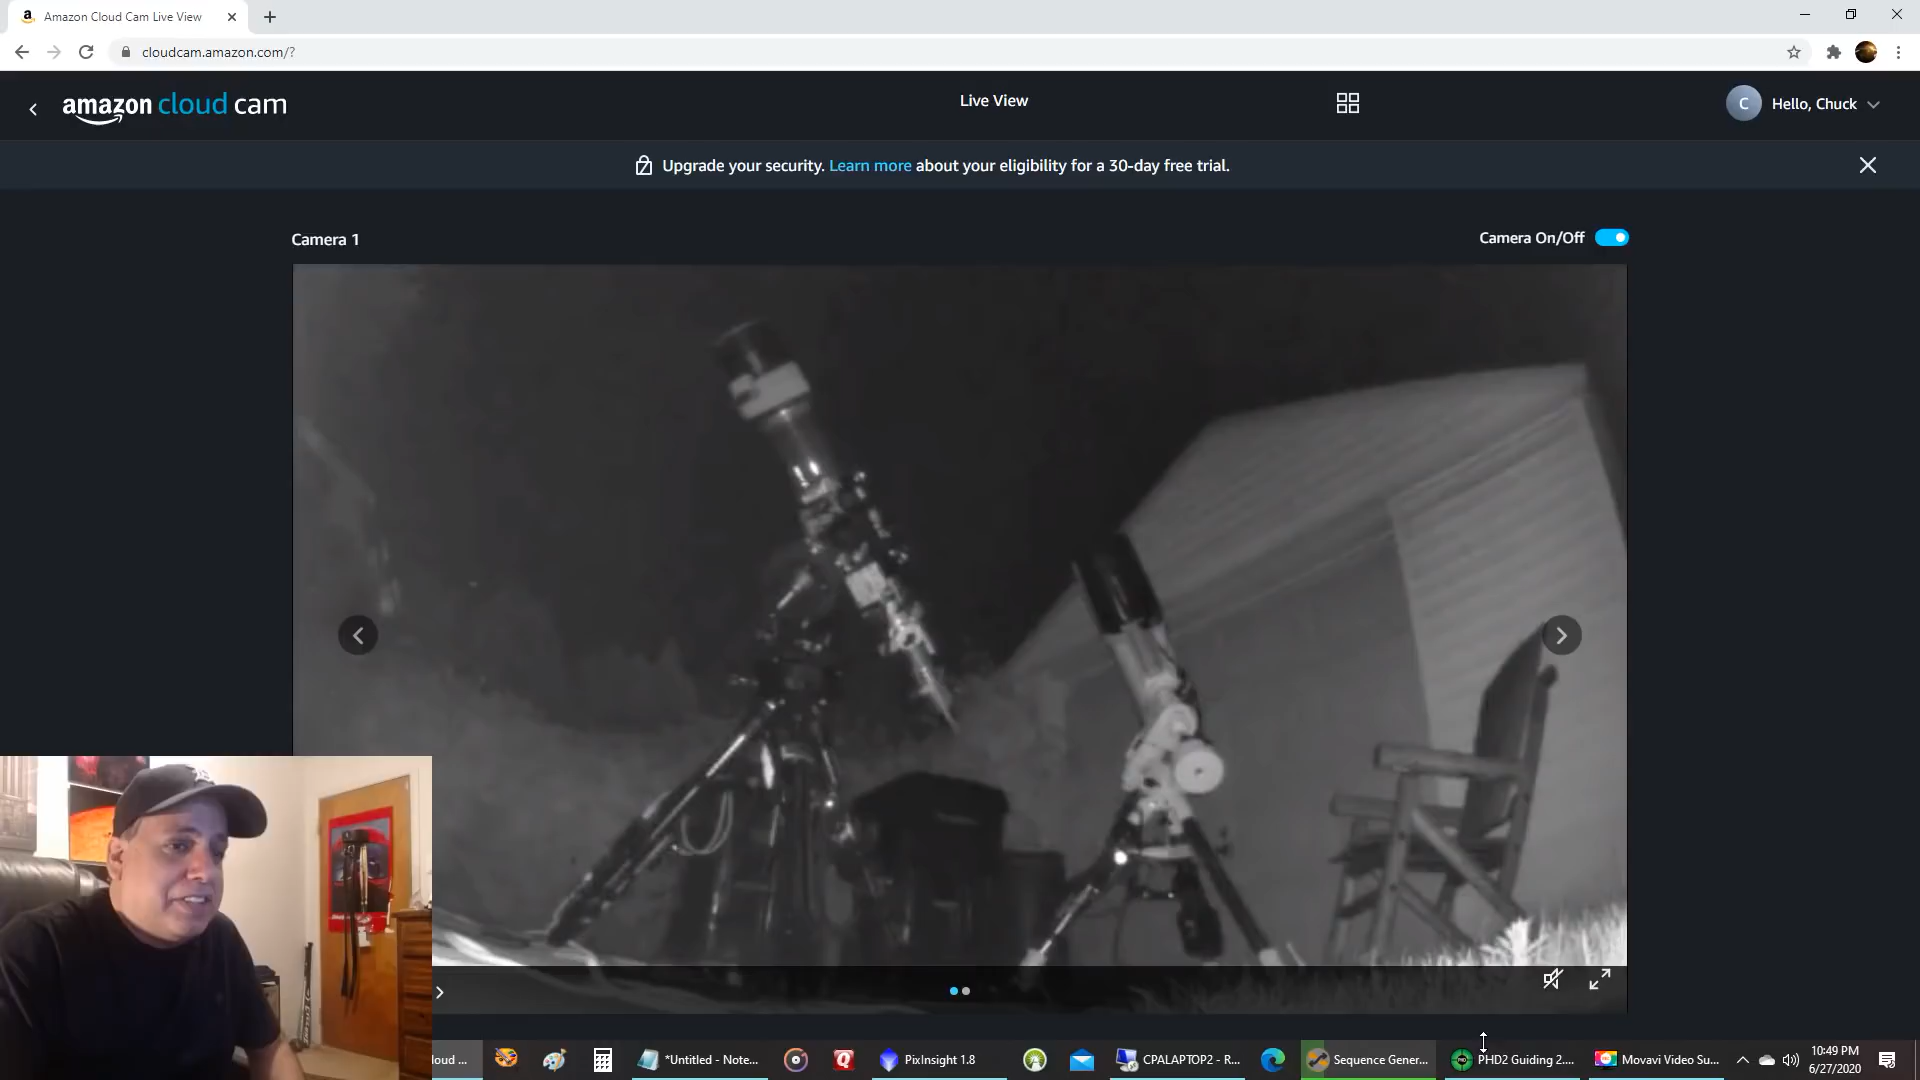 Amazon Cloud Cam Live View
cloudcam.amazon.com/?
amazon cloud cam
Live View
C
Hello, Chuck
Upgrade your security. Learn more about your eligibility for a 30-day free trial.
Camera 1
Camera On/Off
loud ...
*Untitled - Note...
PixInsight 1.8
CPALAPTOP2 - R...
Sequence Gener...
PHD2 Guiding 2....
Movavi Video Su...
10:49 PM
6/27/2020